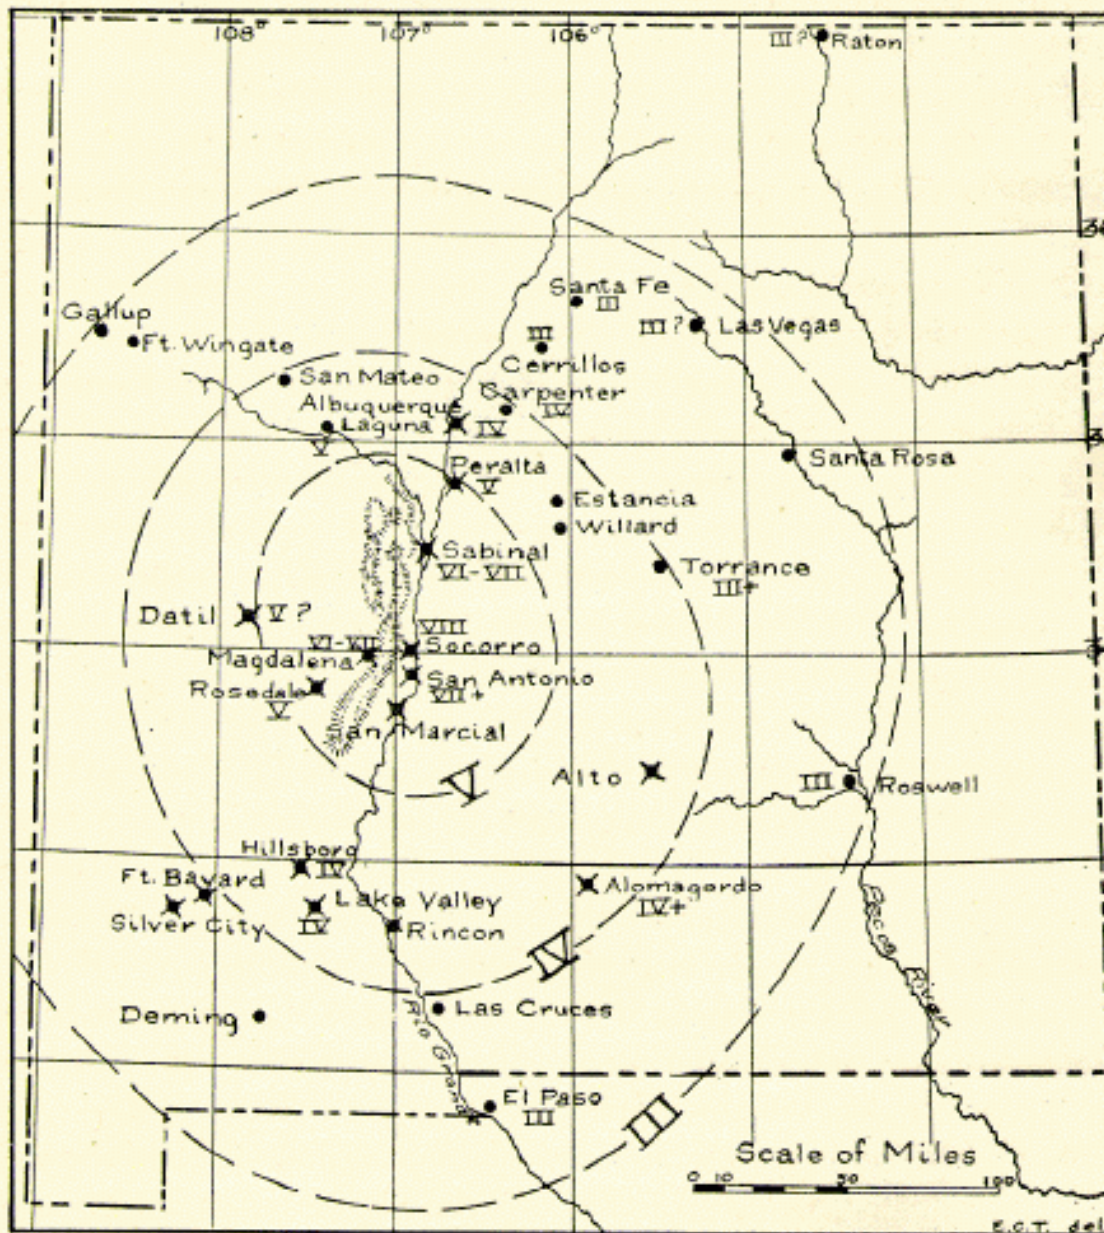 108° 107° 106°
III? Raton
Santa Fe
III
Gallup
Ft. Wingate
III? Las Vegas
III
Cerrillos
San Mateo
Carpenter
IV
Albuquerque
IV
Laguna
V
Peralta
V
Santa Rosa
Estancia
Willard
Sabinal
VI-VII
Torrance
III+
Datil V?
VIII
Socorro
VI-VII
Magdalena
San Antonio
VII+
Rosedale
V
an Marcial
V
Alto
III Roswell
Hillsboro
IV
Ft. Bayard
Lake Valley
IV
Alomagordo
IV+
Silver City
Rincon
IV
Pecos River
Las Cruces
Deming
Rio Grande
El Paso
III
III
Scale of Miles
0 10 50 100
E.C.T. del